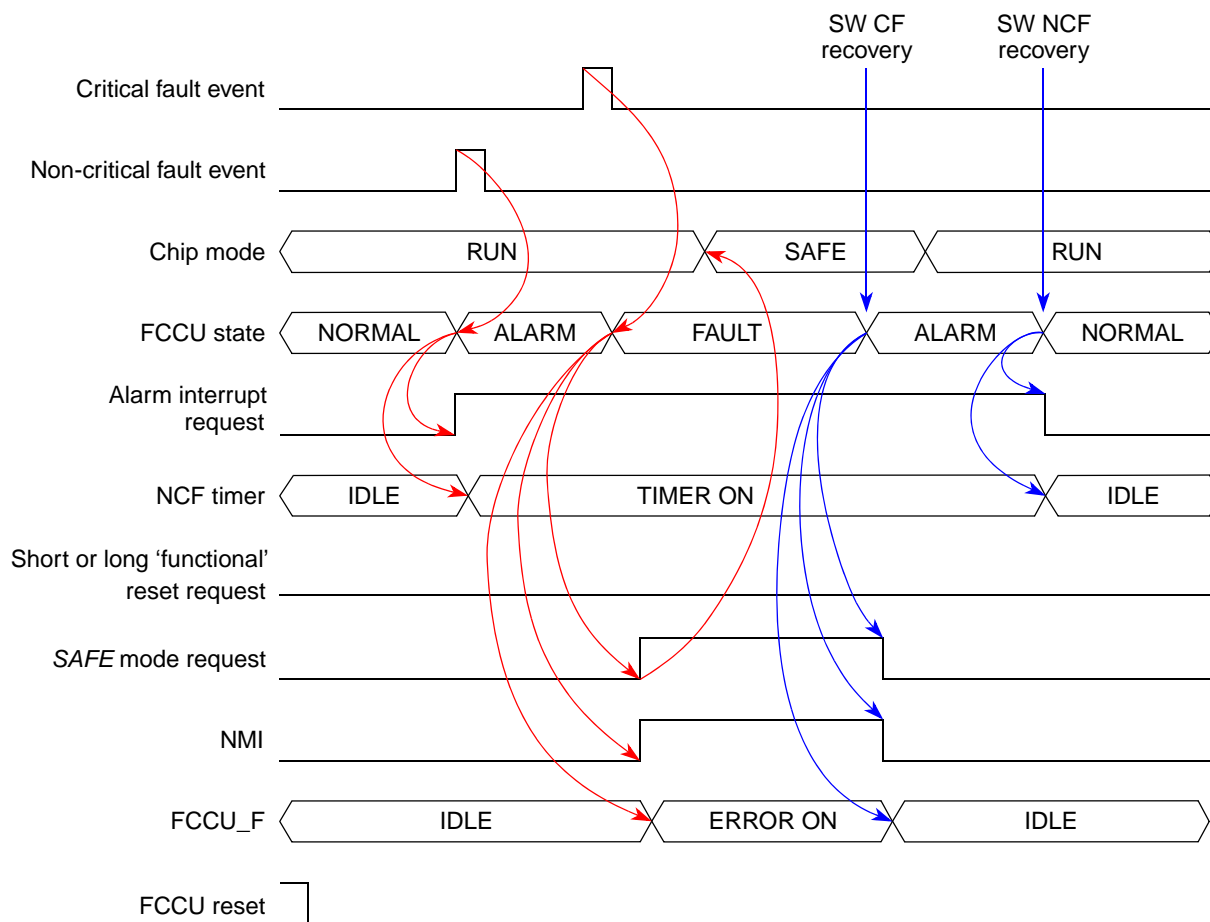 SW CF
recovery
SW NCF
recovery
Critical fault event
Non-critical fault event
Chip mode
RUN
SAFE
RUN
FCCU state
NORMAL
ALARM
FAULT
ALARM
NORMAL
Alarm interrupt
request
NCF timer
IDLE
TIMER ON
IDLE
Short or long ‘functional’
reset request
SAFE mode request
NMI
FCCU_F
IDLE
ERROR ON
IDLE
FCCU reset